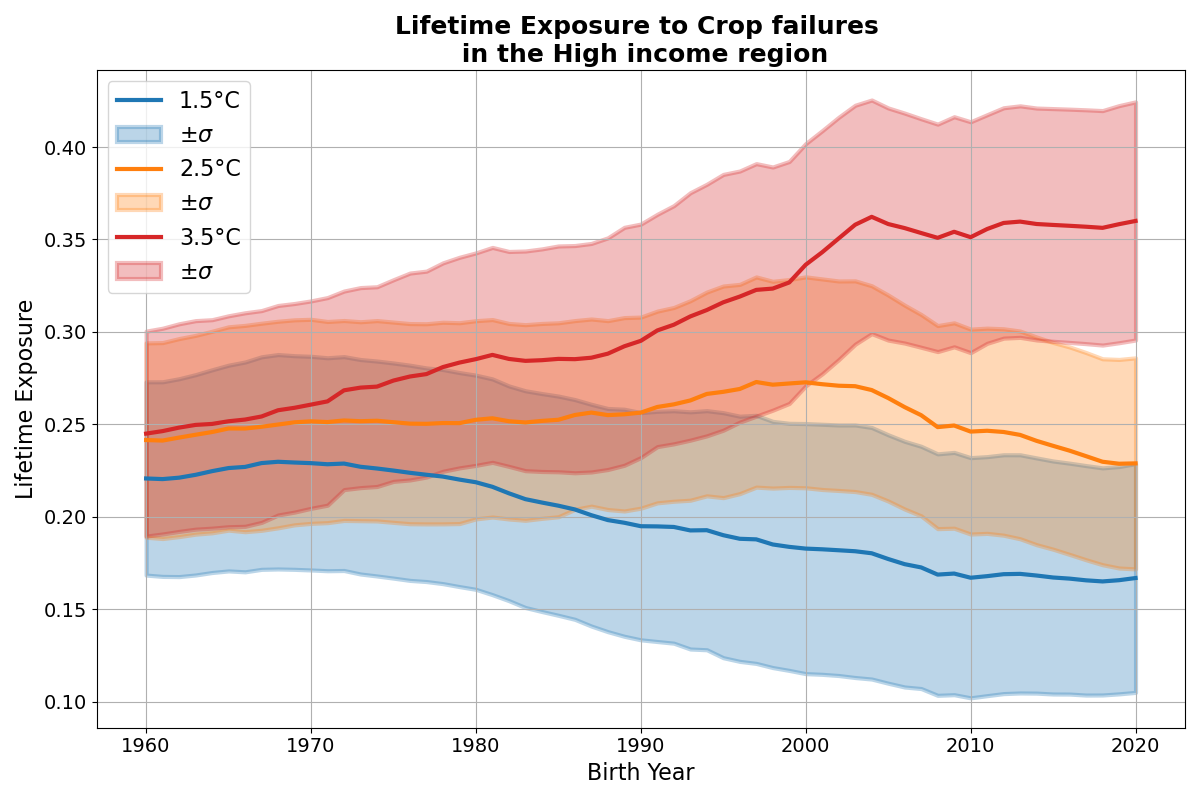 Lifetime Exposure to Crop failures
in the High income region
1.5°C
±σ
2.5°C
±σ
3.5°C
±σ
Lifetime Exposure
0.40
0.35
0.30
0.25
0.20
0.15
0.10
1960 1970 1980 1990 2000 2010 2020
Birth Year